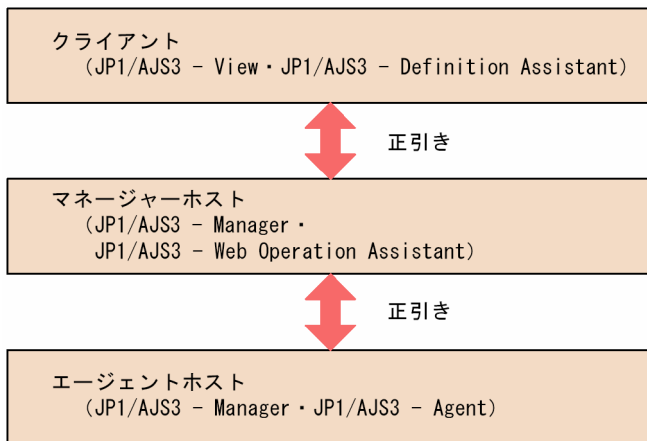 クライアント
(JP1/AJS3 - View・JP1/AJS3 - Definition Assistant)
正引き
マネージャーホスト
(JP1/AJS3 - Manager・
JP1/AJS3 - Web Operation Assistant)
正引き
エージェントホスト
(JP1/AJS3 - Manager・JP1/AJS3 - Agent)